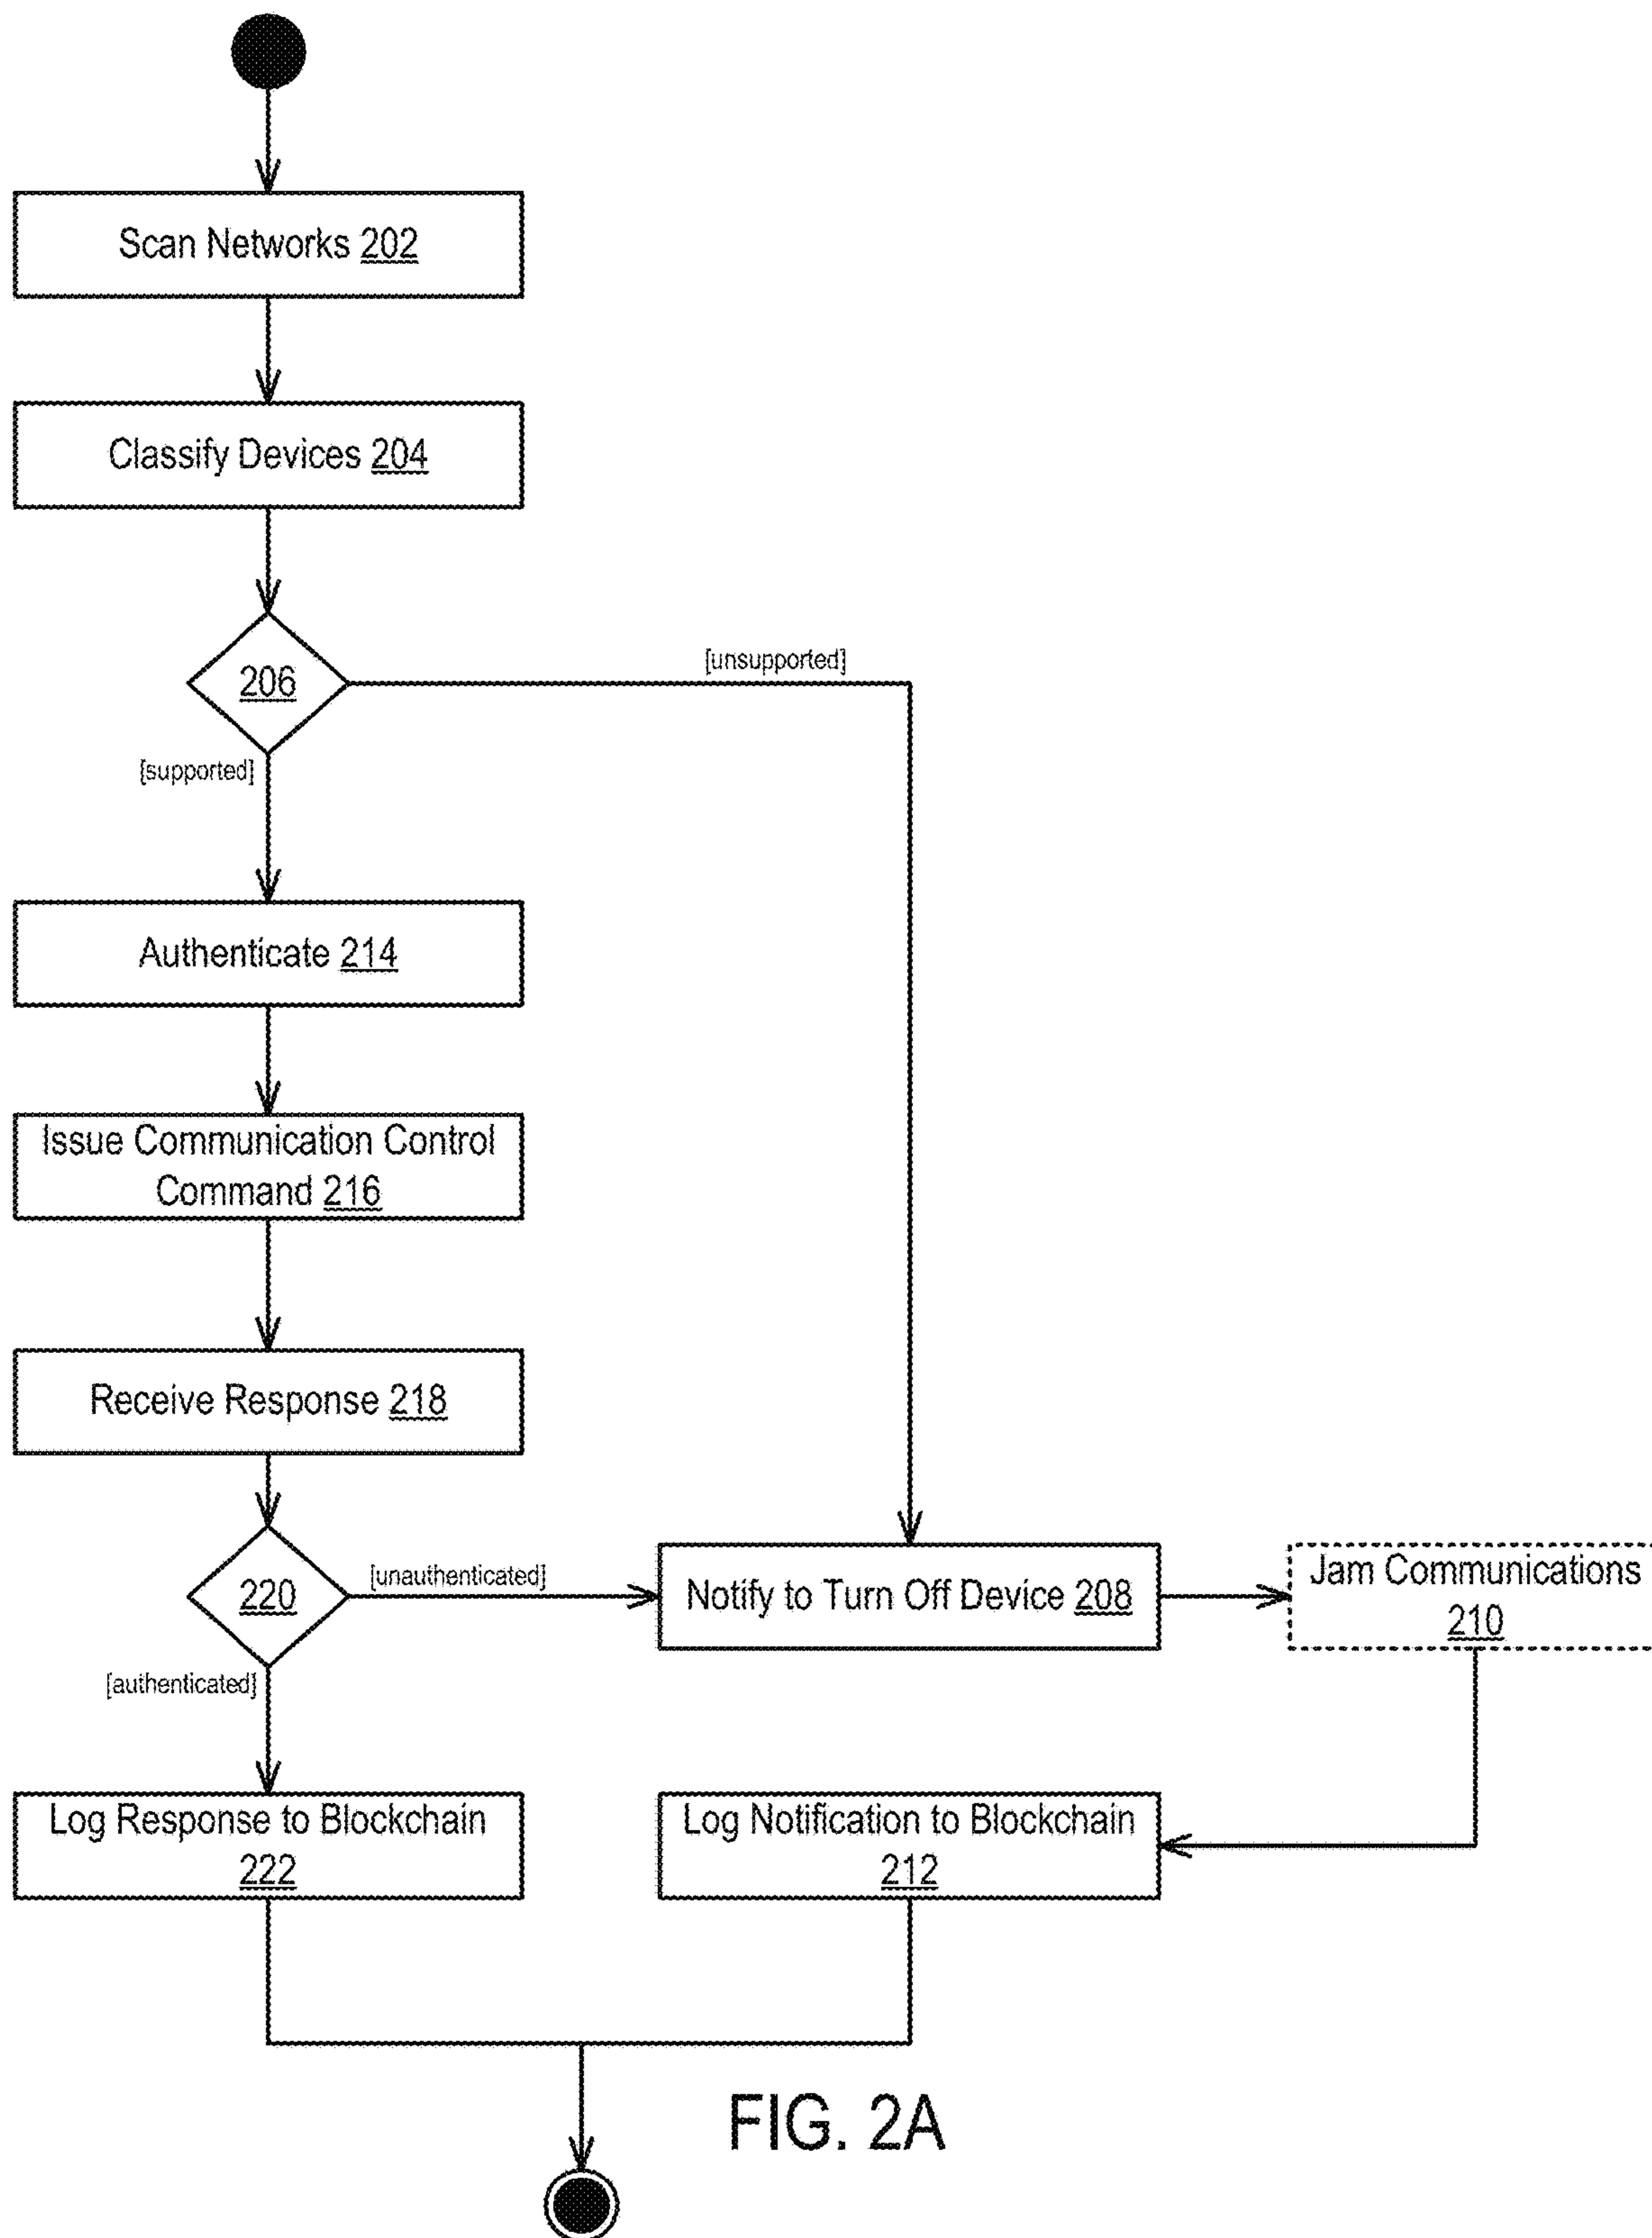 Scan Networks 202
Classify Devices 204
206
[unsupported]
[supported]
Authenticate 214
Issue Communication Control
Command 216
Receive Response 218
220
[unauthenticated]
Notify to Turn Off Device 208
Jam Communications
210
[authenticated]
Log Response to Blockchain
222
Log Notification to Blockchain
212
FIG. 2A